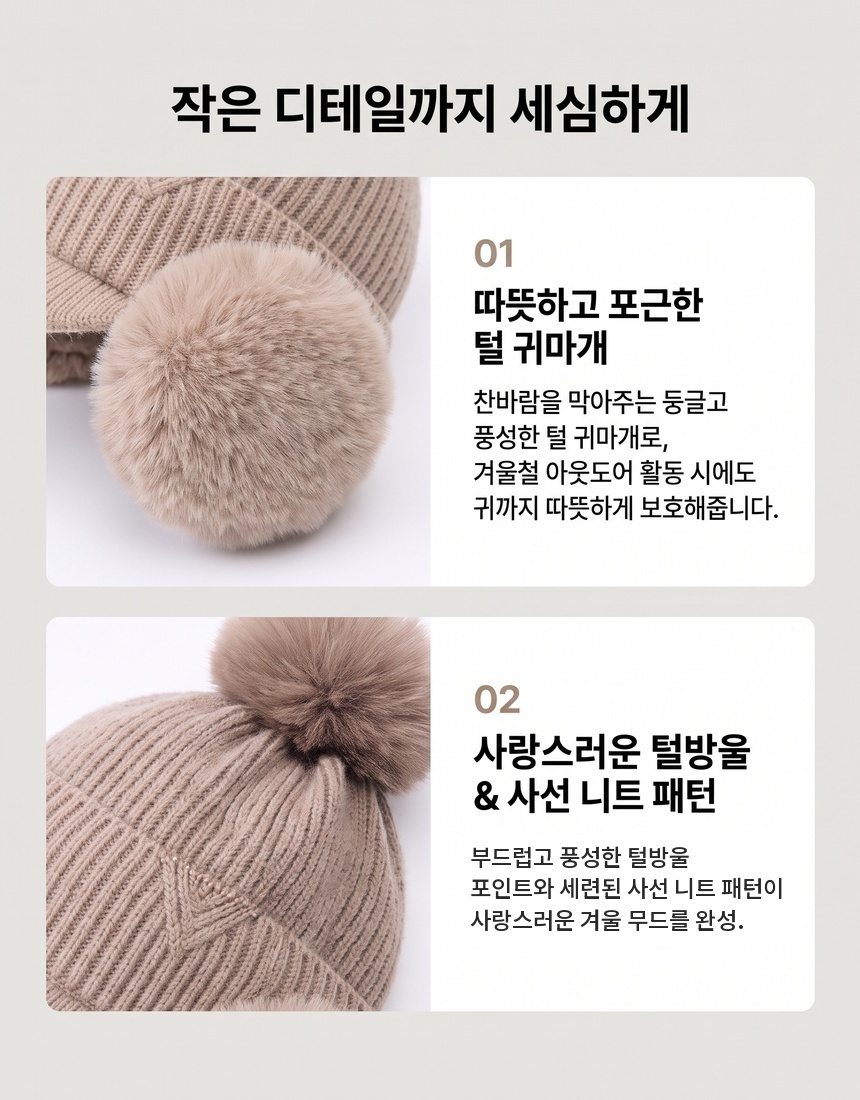 작은 디테일까지 세심하게
01
따뜻하고 포근한
털 귀마개
찬바람을 막아주는 둥글고
풍성한 털 귀마개로,
겨울철 아웃도어 활동 시에도
귀까지 따뜻하게 보호해줍니다.
02
사랑스러운 털방울
& 사선 니트 패턴
부드럽고 풍성한 털방울
포인트와 세련된 사선 니트 패턴이
사랑스러운 겨울 무드를 완성.